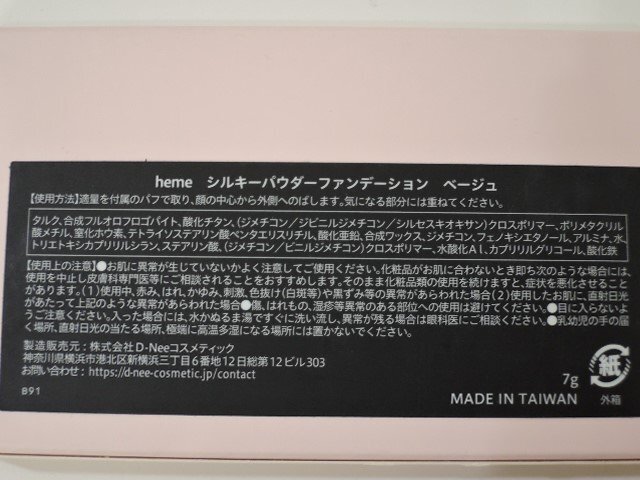 heme シルキーパウダーファンデーション ベージュ
【使用方法】適量を付属のパフで取り、顔の中心から外側へのばします。気になる部分には重ねてください。
タルク、合成フルオロフロゴパイト、酸化チタン、(ジメチコン/ビニルジメチコン/シルセスキオキサン)クロスポリマー、ポリメタクリル
酸メチル、窒化ホウ素、テトライソステアリン酸ペンタエリスリチル、酸化亜鉛、合成ワックス、ジメチコン、フェノキシエタノール、アルミナ、水、
トリエトキシカプリリルシラン、ステアリン酸、(ジメチコン/ビニルジメチコン)クロスポリマー、水酸化Al、カプリリルグリコール、酸化鉄
【使用上の注意】●お肌に異常が生じていないかよく注意してご使用ください。化粧品がお肌に合わないとき即ち次のような場合には、
使用を中止し皮膚科専門医等にご相談されることをおすすめします。そのまま化粧品類の使用を続けますと、症状を悪化させること
があります。(1)使用中、赤み、はれ、かゆみ、刺激、色抜け(白斑等)や黒ずみ等の異常があらわれた場合(2)使用したお肌に、直射日光
があたって上記のような異常があらわれた場合●傷、はれもの、湿疹等異常のある部位への使用は避けてください。●目に入らないよ
うご注意ください。入った場合には、水かぬるま湯ですぐに洗い流し、異常が残る場合は眼科医にご相談ください。●乳幼児の手の届
く場所、直射日光の当たる場所、極端に高温多湿になる場所には置かないでください。
製造販売元:株式会社D-Neeコスメティック
神奈川県横浜市港北区新横浜三丁目6番地12日総第12ビル303
お問い合わせ:https://d-nee-cosmetic.jp/contact
B91
7g
MADE IN TAIWAN
紙
外箱